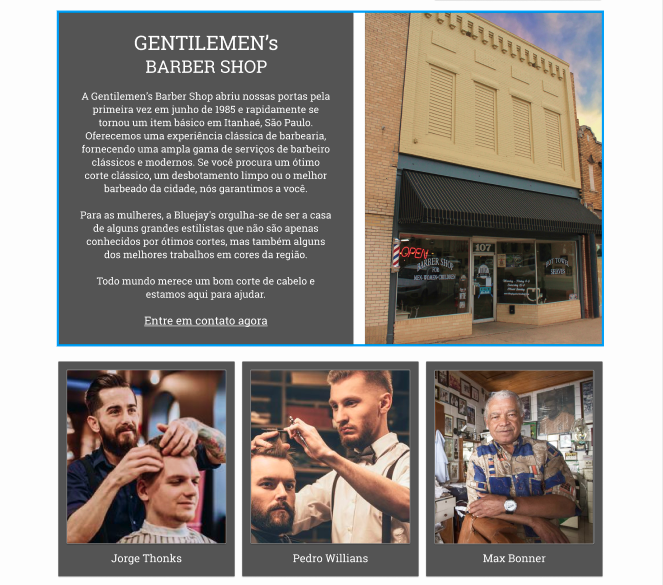 GENTILEMEN’s
BARBER SHOP
A Gentilemen's Barber Shop abriu nossas portas pela
primeira vez em junho de 1985 e rapidamente se
tornou um item básico em Itanhaé, São Paulo.
Oferecemos uma experiência clássica de barbearia,
fornecendo uma ampla gama de serviços de barbeiro
clássicos e modernos. Se você procura um ótimo
corte clássico, um desbotamento limpo ou o melhor
barbeado da cidade, nós garantimos a você.
Para as mulheres, a Bluejay's orgulha-se de ser a casa
de alguns grandes estilistas que não são apenas
conhecidos por ótimos cortes, mas também alguns
dos melhores trabalhos em cores da região.
Todo mundo merece um bom corte de cabelo e
estamos aqui para ajudar.
Entre em contato agora
107
OPEN
BARBER SHOP
FOR
MEN-WOMEN-CHILDREN
SHAVES
Jorge Thonks
Pedro Willians
Max Bonner